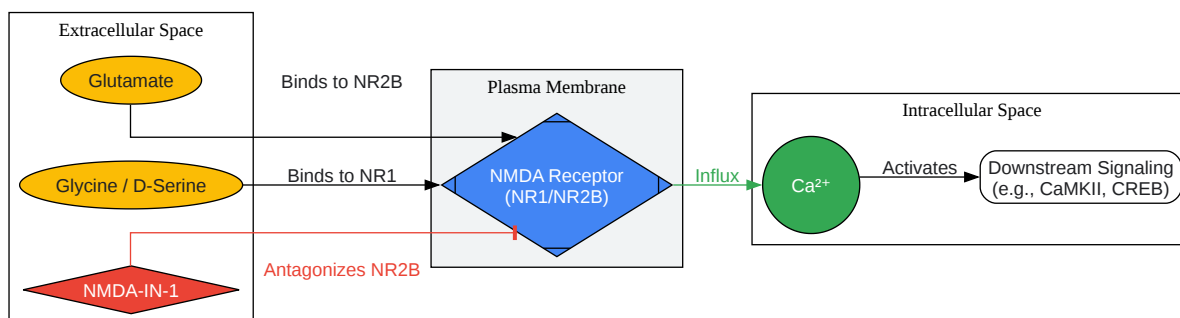 Extracellular Space
Glutamate
Binds to NR2B
Glycine / D-Serine
Binds to NR1
NMDA-IN-1
Antagonizes NR2B
Plasma Membrane
NMDA Receptor
(NR1/NR2B)
Influx
Intracellular Space
Ca²⁺
Activates
Downstream Signaling
(e.g., CaMKII, CREB)